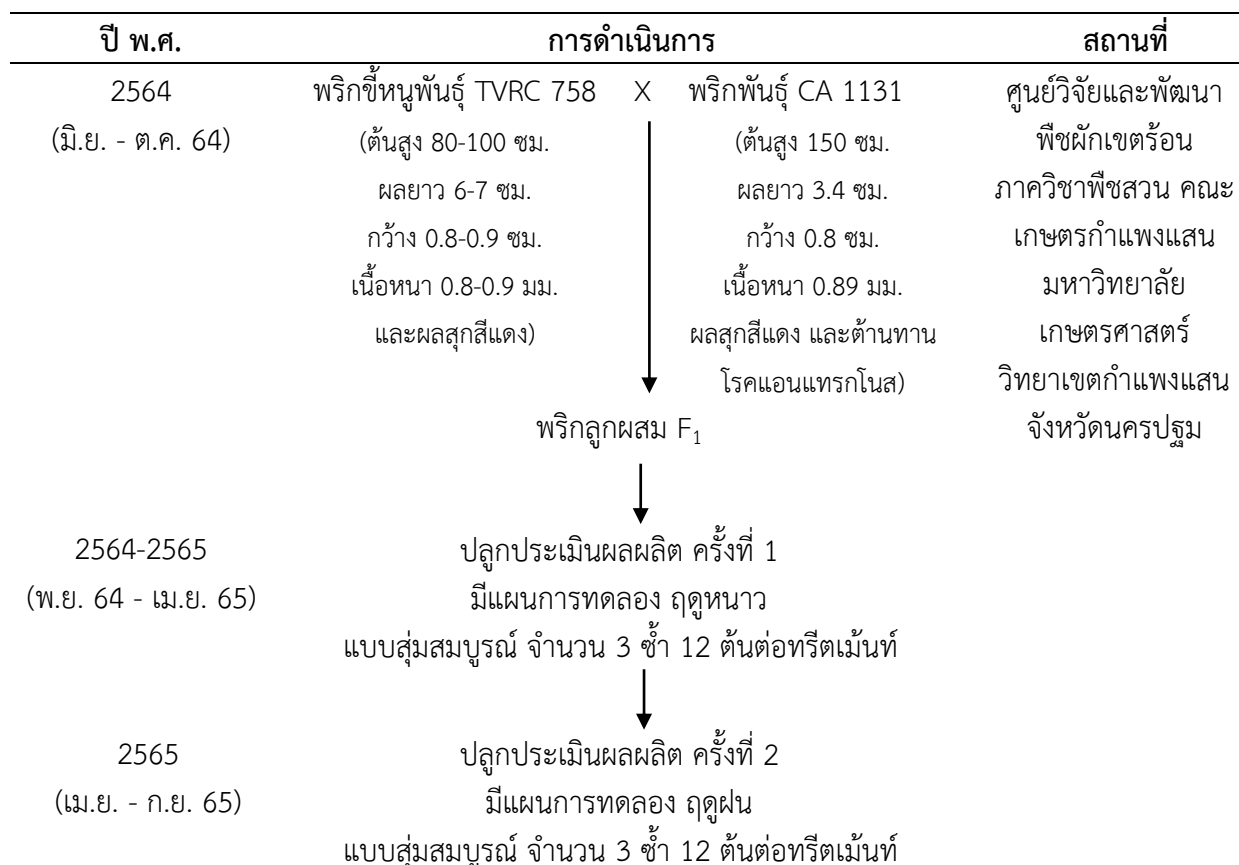 ปี พ.ศ. การดำเนินการ สถานที่
2564 พริกขี้หนูพันธุ์ TVRC 758 X พริกพันธุ์ CA 1131 ศูนย์วิจัยและพัฒนา
(มิ.ย. - ต.ค. 64) (ต้นสูง 80-100 ซม. (ต้นสูง 150 ซม. พืชผักเขตร้อน
ผลยาว 6-7 ซม. ผลยาว 3.4 ซม. ภาควิชาพืชสวน คณะ
กว้าง 0.8-0.9 ซม. กว้าง 0.8 ซม. เกษตรกำแพงแสน
เนื้อหนา 0.8-0.9 มม. เนื้อหนา 0.89 มม. มหาวิทยาลัย
และผลสุกสีแดง) ผลสุกสีแดง และต้านทาน เกษตรศาสตร์
โรคแอนแทรกโนส) วิทยาเขตกำแพงแสน
พริกลูกผสม F₁ จังหวัดนครปฐม
2564-2565 ปลูกประเมินผลผลิต ครั้งที่ 1
(พ.ย. 64 - เม.ย. 65) มีแผนการทดลอง ฤดูหนาว
แบบสุ่มสมบูรณ์ จำนวน 3 ซ้ำ 12 ต้นต่อทรีตเม้นท์
2565 ปลูกประเมินผลผลิต ครั้งที่ 2
(เม.ย. - ก.ย. 65) มีแผนการทดลอง ฤดูฝน
แบบสุ่มสมบูรณ์ จำนวน 3 ซ้ำ 12 ต้นต่อทรีตเม้นท์